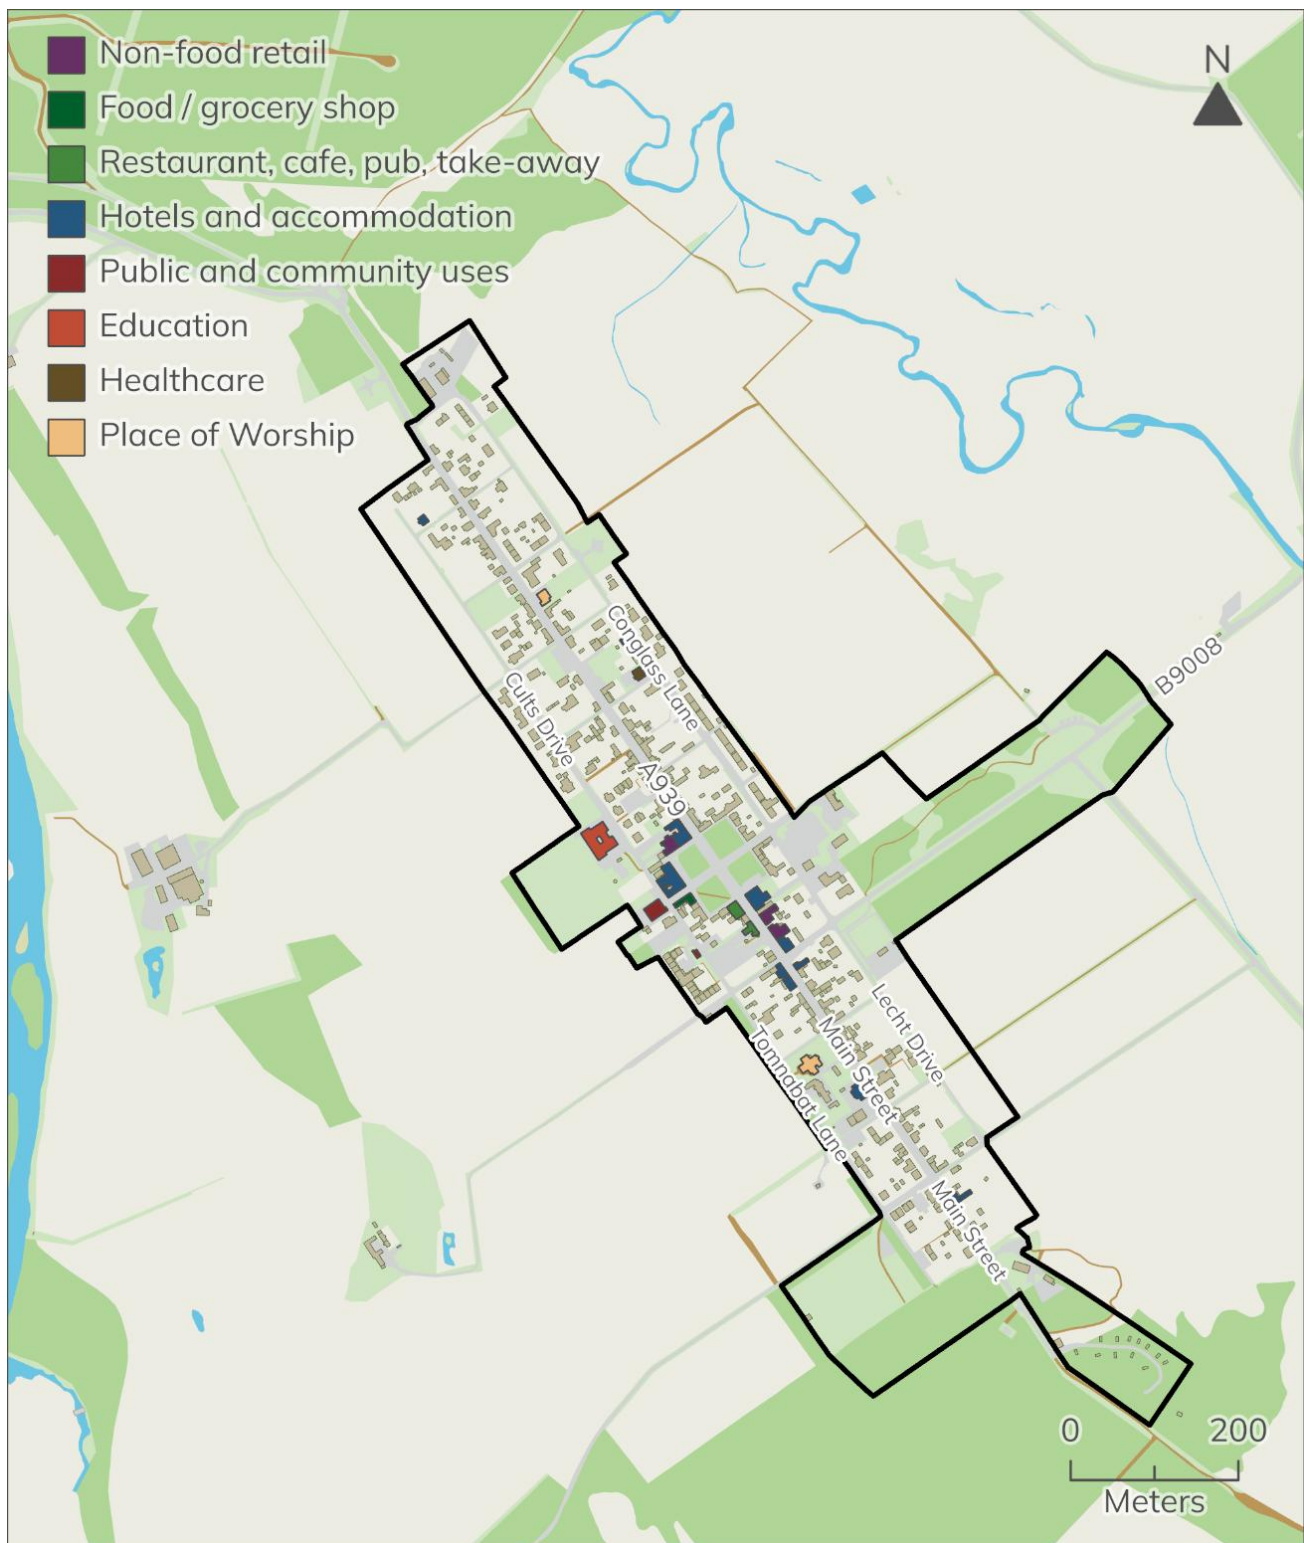 Non-food retail
Food / grocery shop
Restaurant, cafe, pub, take-away
Hotels and accommodation
Public and community uses
Education
Healthcare
Place of Worship
N
B9008
Conglass Lane
Cults Drive
A939
Lecht Drive
Main Street
Tomnabat Lane
Main Street
0 200
Meters